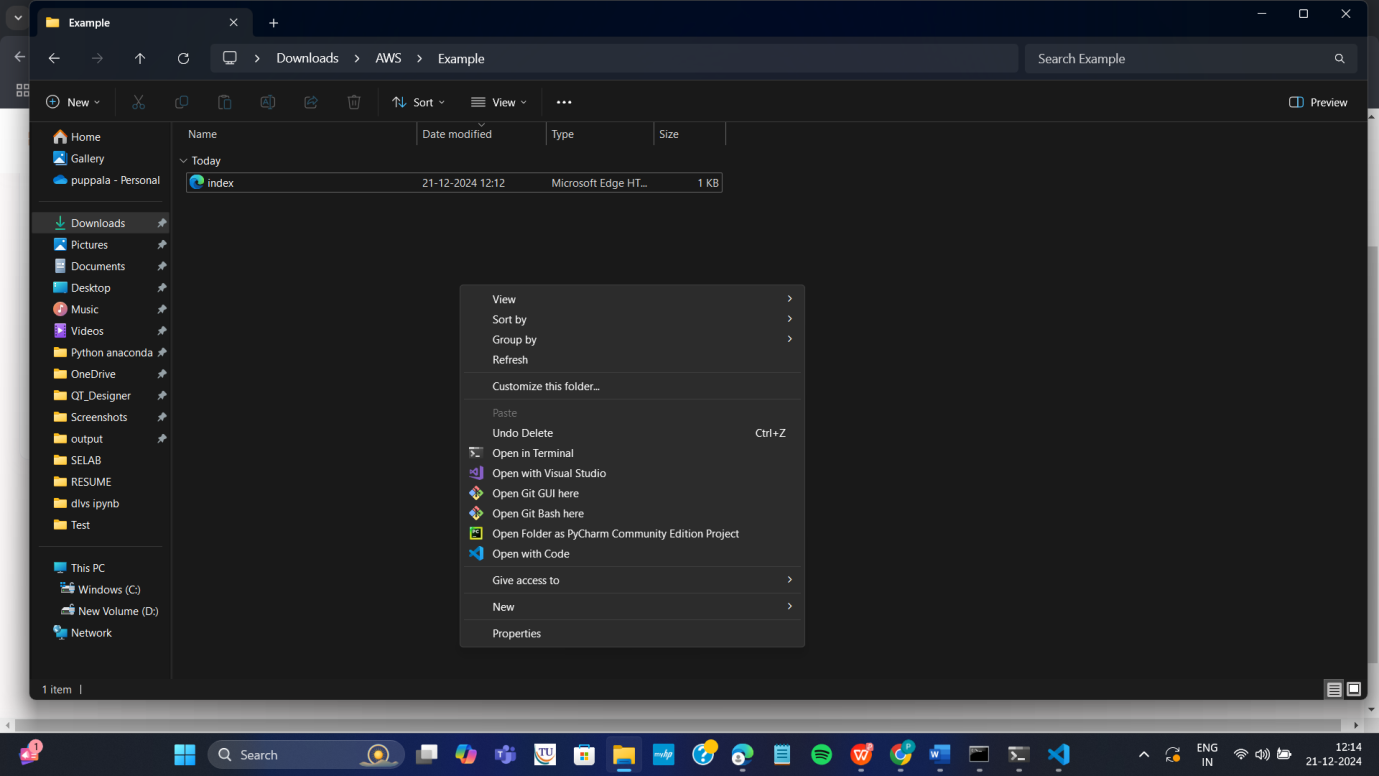 Example
Downloads > AWS > Example
Search Example
New
Sort
View
Preview
Name Date modified Type Size
Today
index 21-12-2024 12:12 Microsoft Edge HT... 1 KB
Home
Gallery
puppala - Personal
Downloads
Pictures
Documents
Desktop
Music
Videos
Python anaconda
OneDrive
QT_Designer
Screenshots
output
SELAB
RESUME
dlvs ipynb
Test
This PC
Windows (C:)
New Volume (D:)
Network
View
Sort by
Group by
Refresh
Customize this folder...
Paste
Undo Delete Ctrl+Z
Open in Terminal
Open with Visual Studio
Open Git GUI here
Open Git Bash here
PC
Open Folder as PyCharm Community Edition Project
Open with Code
Give access to
New
Properties
1 item
1
Search
TU
myhp
W
P
W
ENG
IN
12:14
21-12-2024